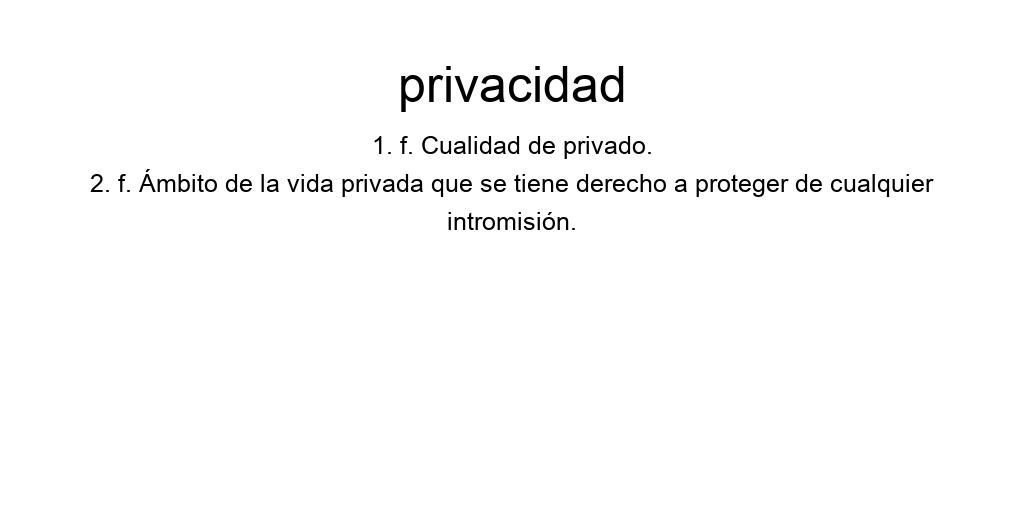 privacidad
1. f. Cualidad de privado.
2. f. Ámbito de la vida privada que se tiene derecho a proteger de cualquier
intromisión.